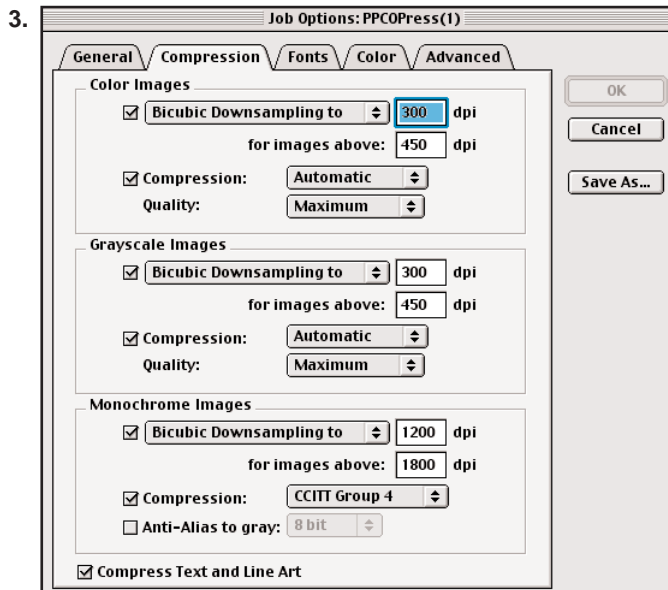 3.
Job Options: PPCOPress(1)
General Compression Fonts Color Advanced
Color Images
Bicubic Downsampling to 300 dpi
for images above: 450 dpi
Compression: Automatic
Quality: Maximum
Grayscale Images
Bicubic Downsampling to 300 dpi
for images above: 450 dpi
Compression: Automatic
Quality: Maximum
Monochrome Images
Bicubic Downsampling to 1200 dpi
for images above: 1800 dpi
Compression: CCITT Group 4
Anti-Alias to gray: 8 bit
Compress Text and Line Art
OK
Cancel
Save As...